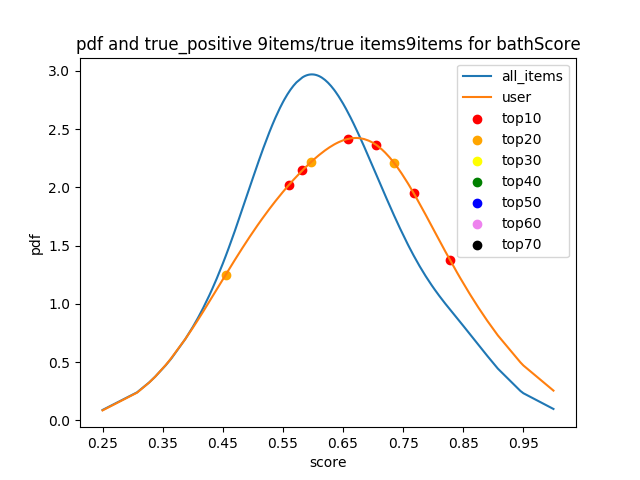 pdf and true_positive 9items/true items9items for bathScore
3.0
2.5
2.0
1.5
1.0
0.5
0.0
pdf
all_items
user
top10
top20
top30
top40
top50
top60
top70
0.25 0.35 0.45 0.55 0.65 0.75 0.85 0.95
score